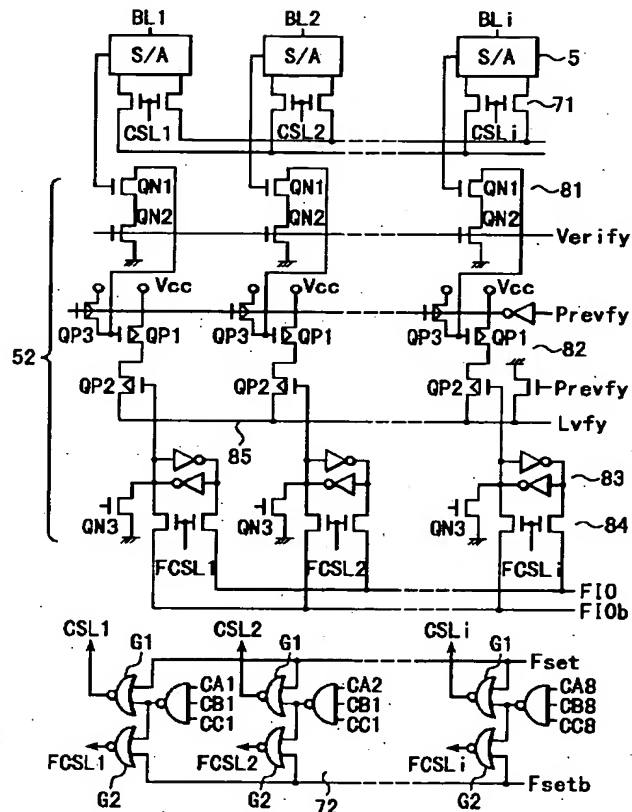 BL1 BL2 BLi
S/A S/A S/A 5
71
CSL1 CSL2 CSLi
QN1 QN1 QN1 81
QN2 QN2 QN2
Verify
Vcc Vcc Vcc
Prevfy
QP3 QP1 QP3 QP1 QP3 QP1
52 82
QP2 QP2 QP2 Prevfy
Lvfy
85
83
QN3 QN3 QN3 84
FCSL1 FCSL2 FCSLi
FIO
FIOb
CSL1 G1 CSL2 G1 CSLi G1
Fset
CA1 CA2 CA8
CB1 CB1 CB8
CC1 CC1 CC8
FCSL1 FCSL2 FCSLi
Fsetb
G2 G2 72 G2